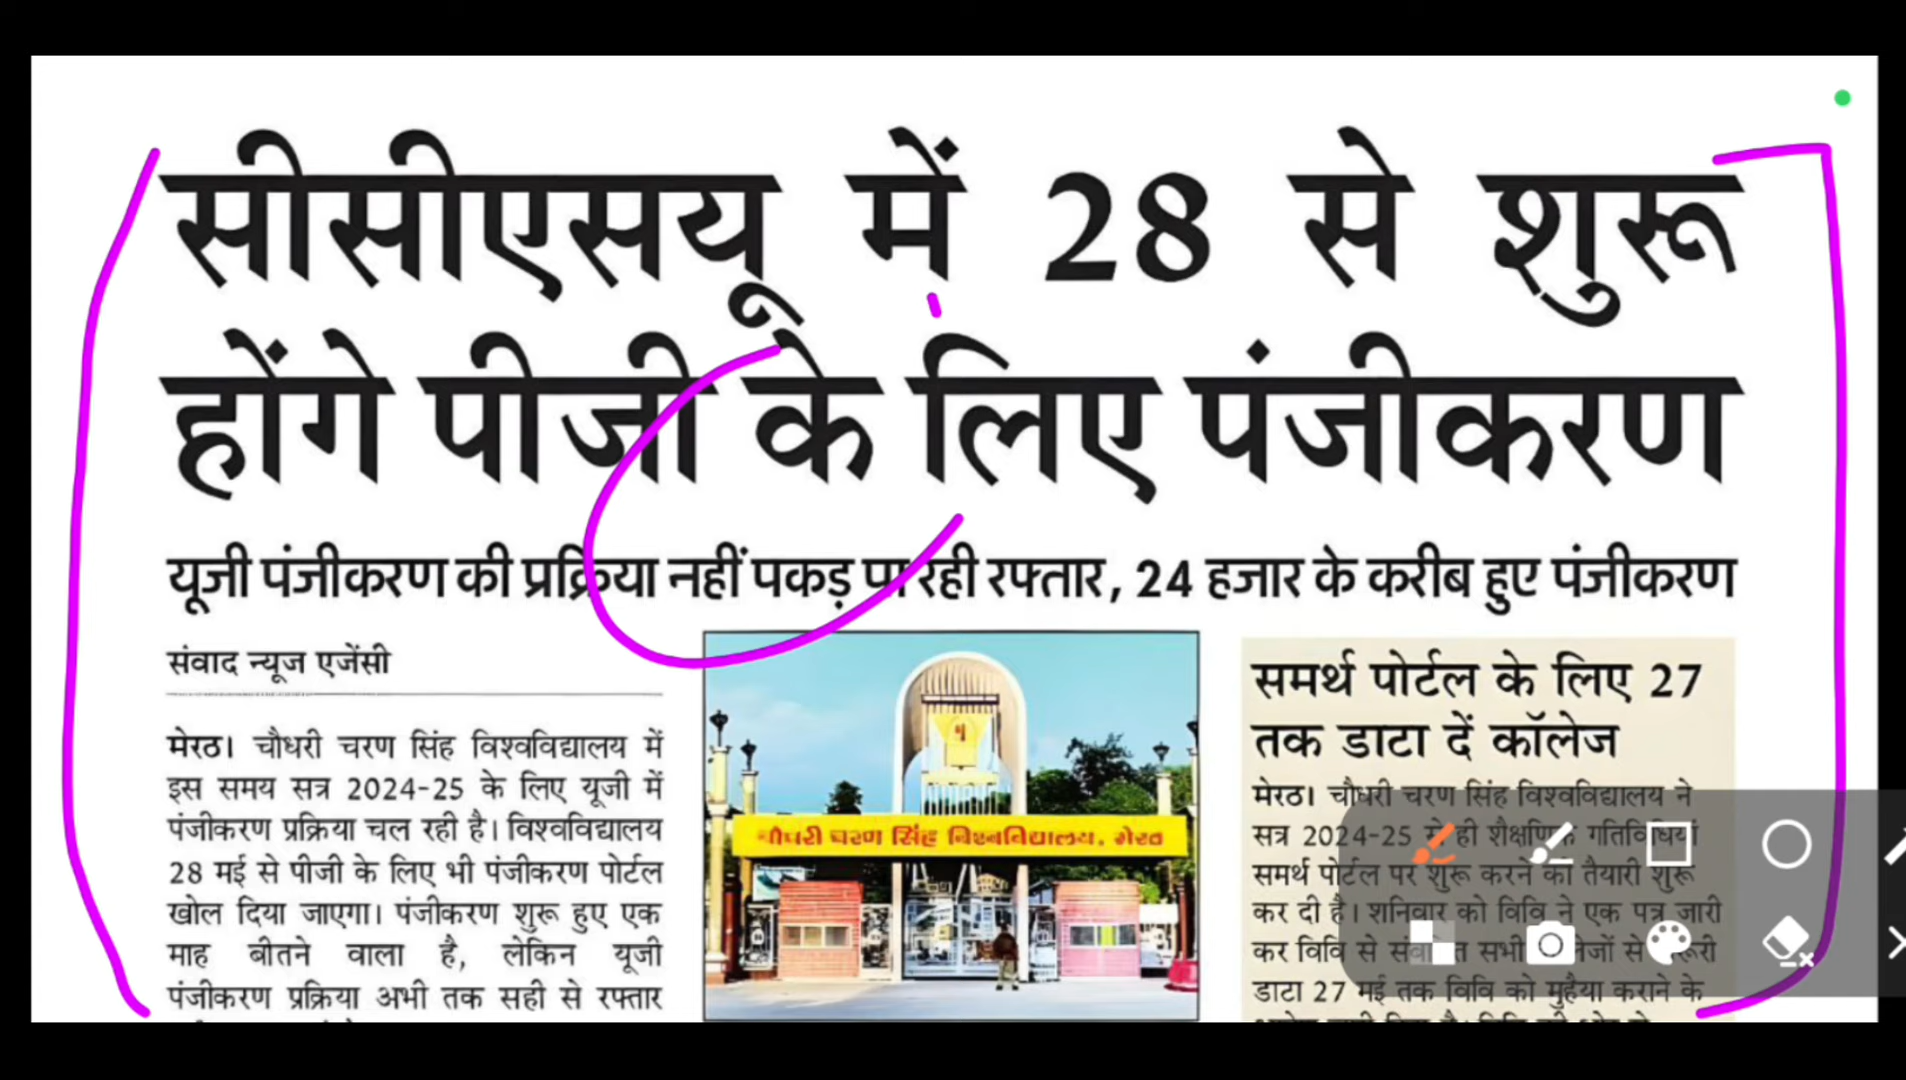 सीसीएसयू में 28 से शुरू
होंगे पीजी के लिए पंजीकरण
यूजी पंजीकरण की प्रक्रिया नहीं पकड़ पा रही रफ्तार, 24 हजार के करीब हुए पंजीकरण
संवाद न्यूज एजेंसी
मेरठ। चौधरी चरण सिंह विश्वविद्यालय में
इस समय सत्र 2024-25 के लिए यूजी में
पंजीकरण प्रक्रिया चल रही है। विश्वविद्यालय
28 मई से पीजी के लिए भी पंजीकरण पोर्टल
खोल दिया जाएगा। पंजीकरण शुरू हुए एक
माह बीतने वाला है, लेकिन यूजी
पंजीकरण प्रक्रिया अभी तक सही से रफ्तार
चौधरी चरण सिंह विश्वविद्यालय, मेरठ
समर्थ पोर्टल के लिए 27
तक डाटा दें कॉलेज
मेरठ। चौधरी चरण सिंह विश्वविद्यालय ने
सत्र 2024-25 से ही शैक्षणिक गतिविधियां
समर्थ पोर्टल पर शुरू करने की तैयारी शुरू
कर दी है। शनिवार को विवि ने एक पत्र जारी
कर विवि से सभी से
डाटा 27 मई तक विवि को मुहैया कराने के